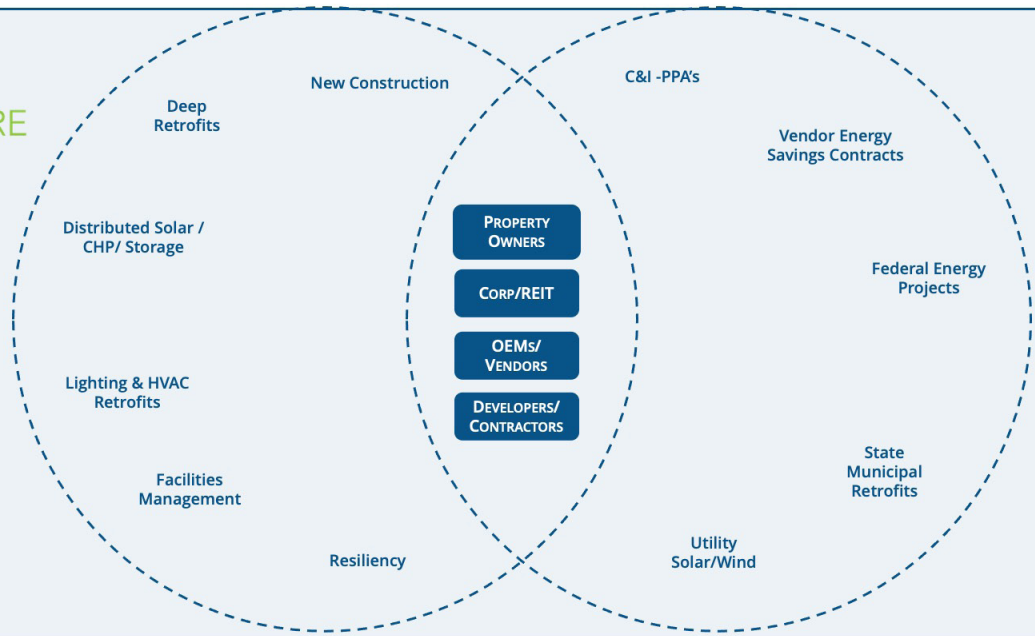 RE
New Construction
C&I -PPA's
Deep
Retrofits
Vendor Energy
Savings Contracts
Distributed Solar /
CHP/ Storage
PROPERTY
OWNERS
Federal Energy
Projects
CORP/REIT
OEMS/
VENDORS
Lighting & HVAC
Retrofits
DEVELOPERS/
CONTRACTORS
Facilities
Management
State
Municipal
Retrofits
Resiliency
Utility
Solar/Wind